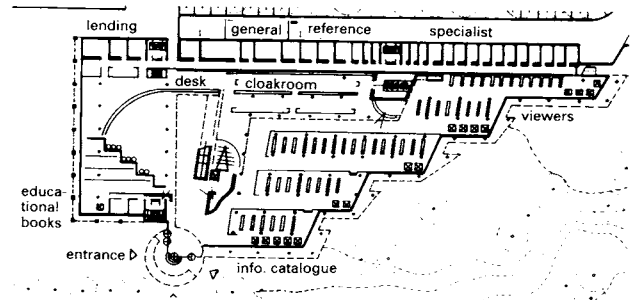 lending
general reference specialist
desk cloakroom
viewers
educa-
tional
books
entrance
info. catalogue